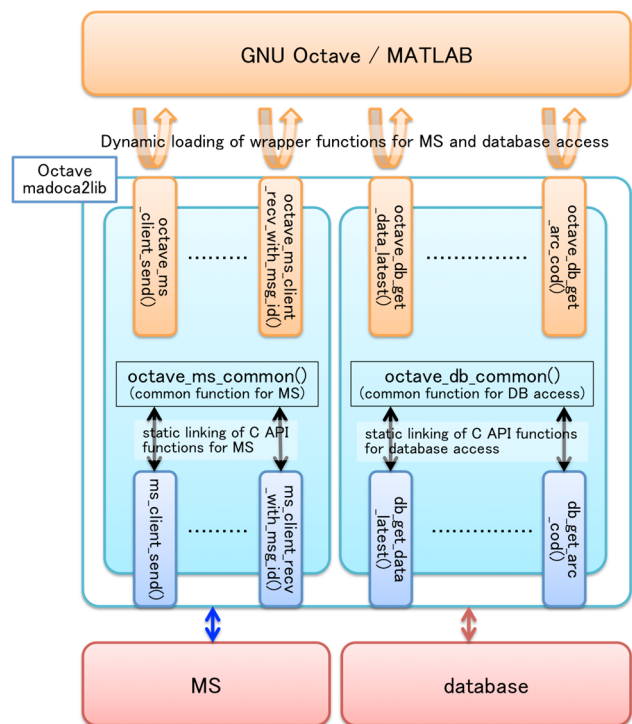 GNU Octave / MATLAB
Dynamic loading of wrapper functions for MS and database access
Octave
madoca2lib
octave_ms
_client_send()
octave_ms_client
_recv_with_msg_id()
octave_db_get
_data_latest()
octave_db_get
_arc_cod()
octave_ms_common()
(common function for MS)
octave_db_common()
(common function for DB access)
static linking of C API
functions for MS
static linking of C API functions
for database access
ms_client_send()
ms_client_recv
_with_msg_id()
db_get_data
_latest()
db_get_arc
_cod()
MS
database